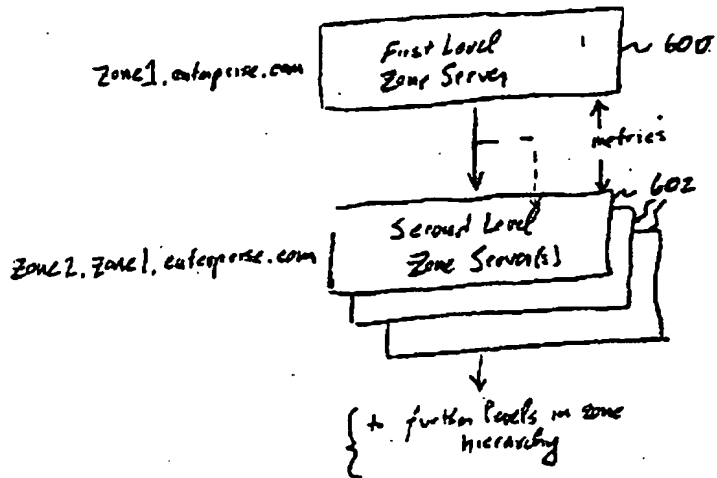 First Level
Zone Server
600
zone1.enterprise.com
metrics
602
Second Level
Zone Server(s)
zone2.zone1.enterprise.com
to further levels in zone
hierarchy